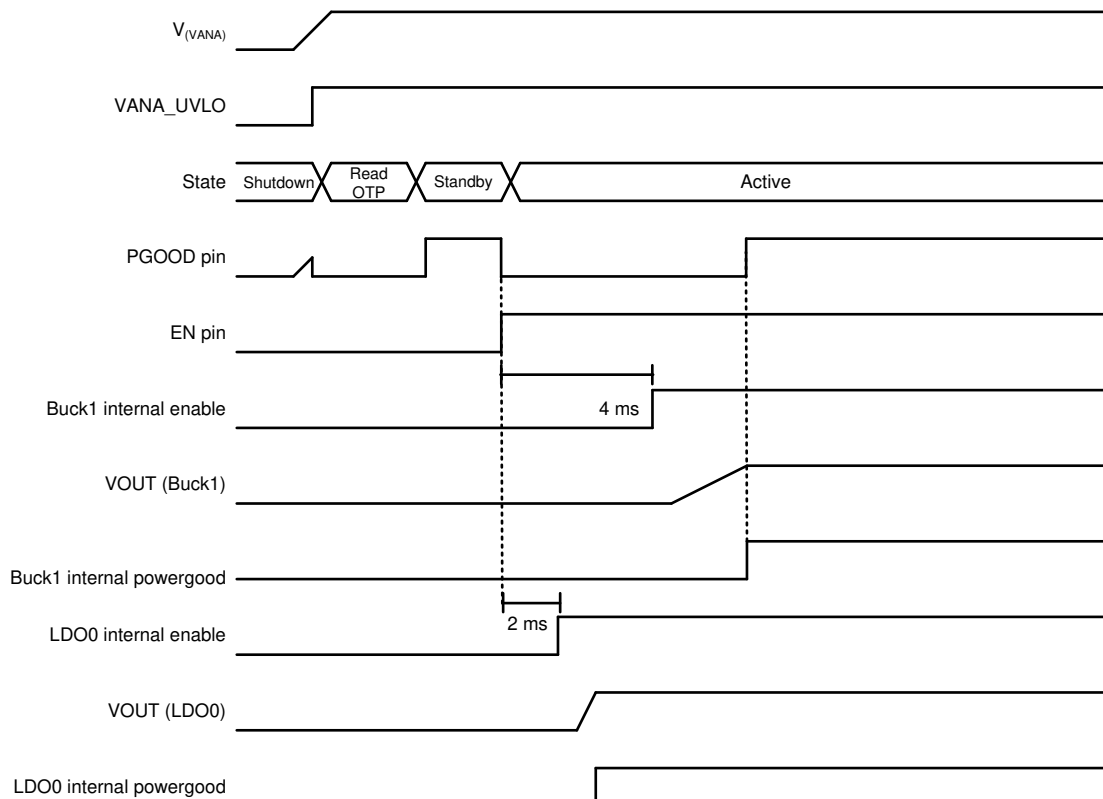 V(VANA)
VANA_UVLO
State
Shutdown
Read
OTP
Standby
Active
PGOOD pin
EN pin
Buck1 internal enable
4 ms
VOUT (Buck1)
Buck1 internal powergood
2 ms
LDO0 internal enable
VOUT (LDO0)
LDO0 internal powergood